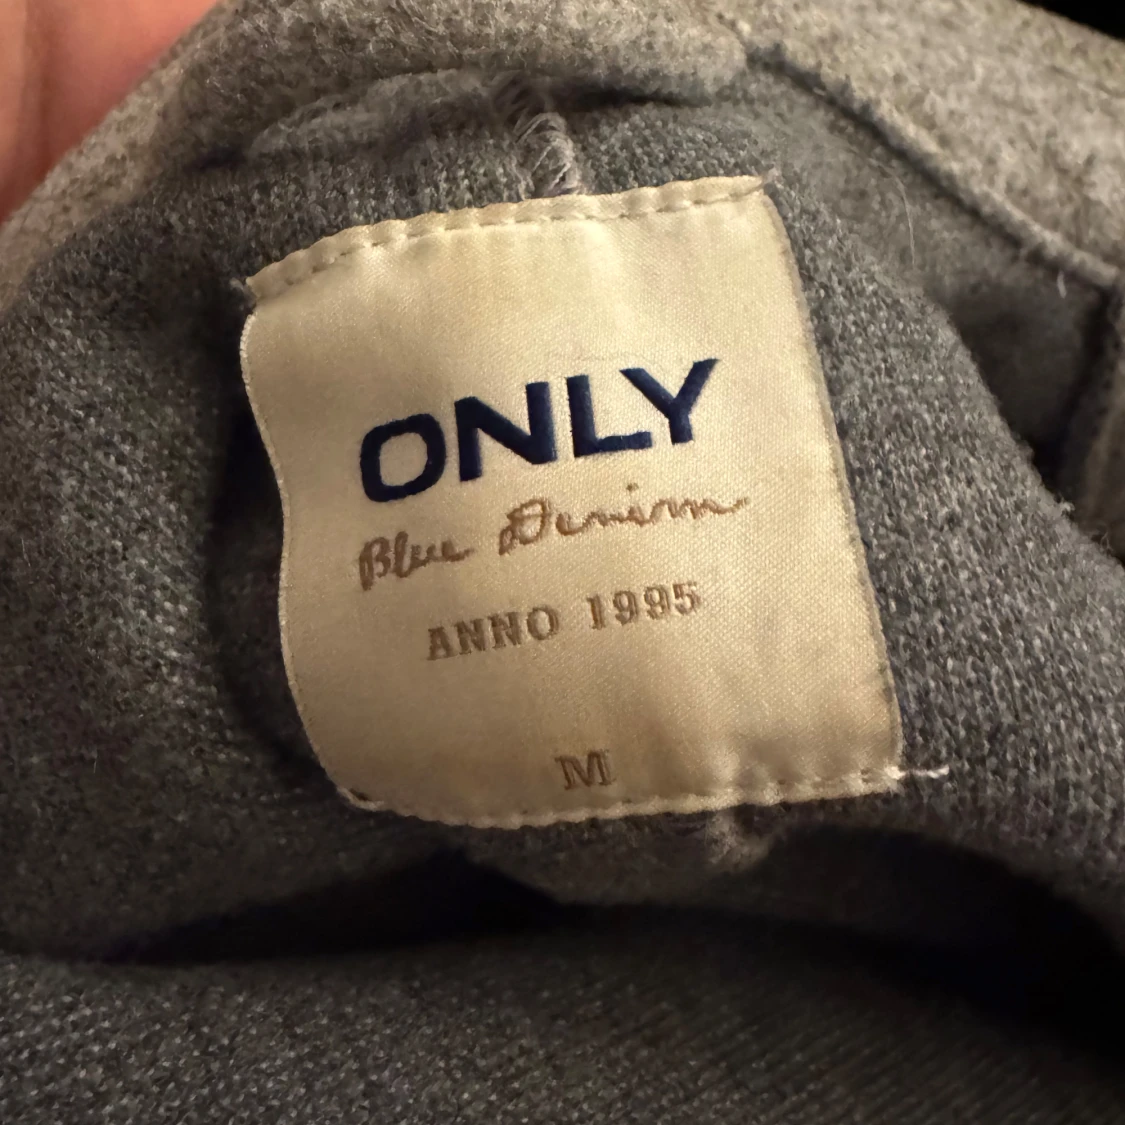 ONLY
Blue Denim
ANNO 1995
M